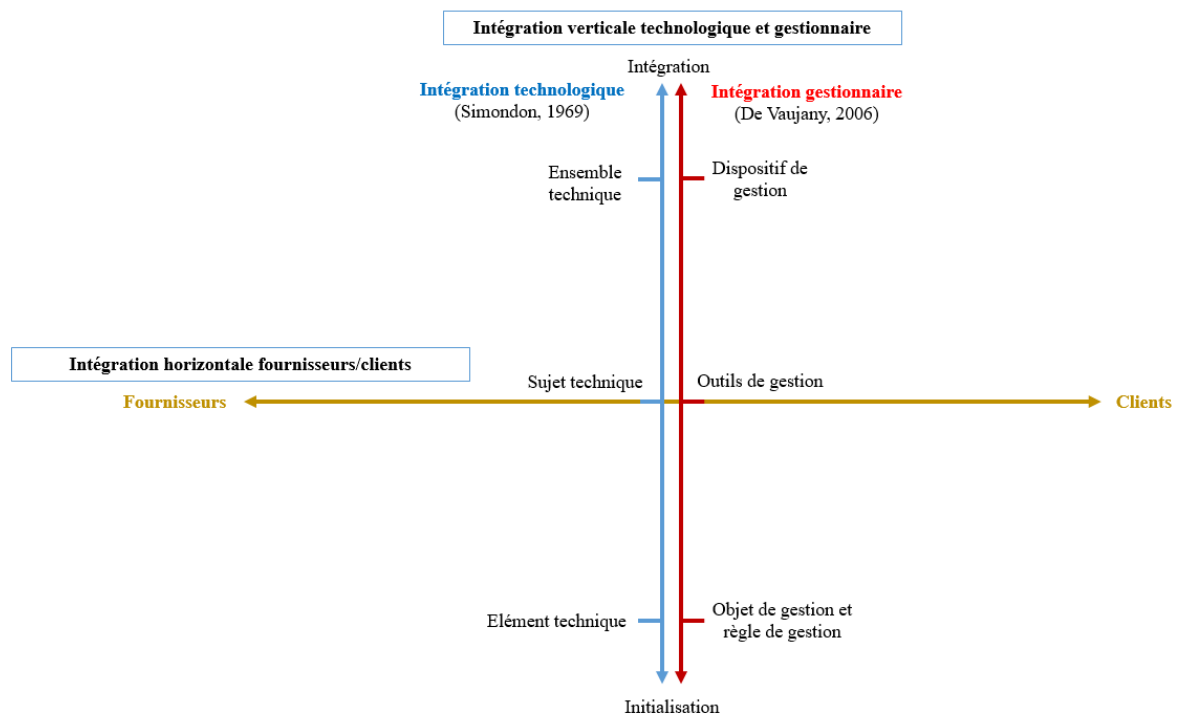 Intégration verticale technologique et gestionnaire
Intégration
Intégration technologique
(Simondon, 1969)
Intégration gestionnaire
(De Vaujany, 2006)
Ensemble
technique
Dispositif de
gestion
Intégration horizontale fournisseurs/clients
Sujet technique
Outils de gestion
Fournisseurs
Clients
Elément technique
Objet de gestion et
règle de gestion
Initialisation